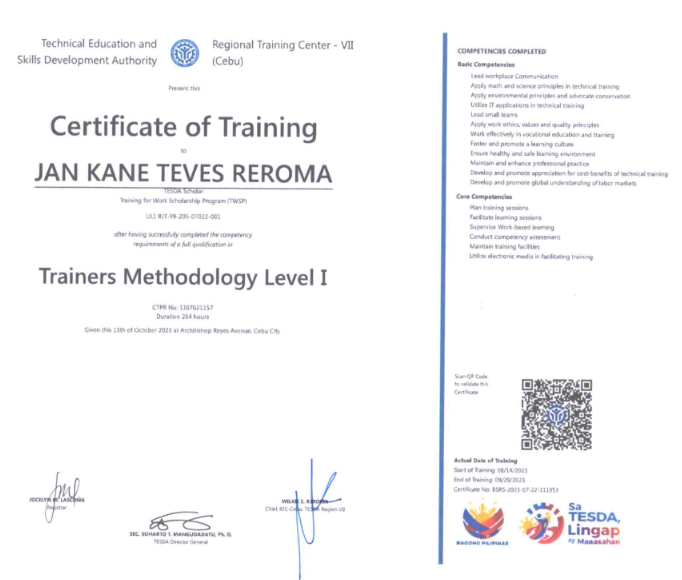 Technical Education and
Skills Development Authority
Regional Training Center - VII
(Cebu)
Present this
Certificate of Training
to
JAN KANE TEVES REROMA
TESDA Scholar
Training for Work Scholarship Program (TWSP)
ULI: RJT-99-205-07022-001
after having successfully completed the competency
requirements of a full qualification in
Trainers Methodology Level I
CTPR No: 1307021357
Duration 264 hours
Given this 13th of October 2023 at Archbishop Reyes Avenue, Cebu City
Registrar
SEC. SUHARTO T. MANGUDADATU, Ph. D.
TESDA Director General
Chief, RTC-Cebu, TESDA Region VII
COMPETENCIES COMPLETED
Basic Competencies
Lead workplace Communication
Apply math and science principles in technical training
Apply environmental principles and advocate conservation
Utilize IT applications in technical training
Lead small teams
Apply work ethics, values and quality principles
Work effectively in vocational education and training
Foster and promote a learning culture
Ensure healthy and safe learning environment
Maintain and enhance professional practice
Develop and promote appreciation for cost-benefits of technical training
Develop and promote global understanding of labor markets
Core Competencies
Plan training sessions
Facilitate learning sessions
Supervise Work-based learning
Conduct competency assessment
Maintain training facilities
Utilize electronic media in facilitating training
Scan QR Code
to validate this
Certificate
Actual Date of Training
Start of Training: 08/14/2023
End of Training: 09/29/2023
Certificate No: BSRS-2023-07-22-111953
BAGONG PILIPINAS
Sa
TESDA,
Lingap
ay Maaasahan